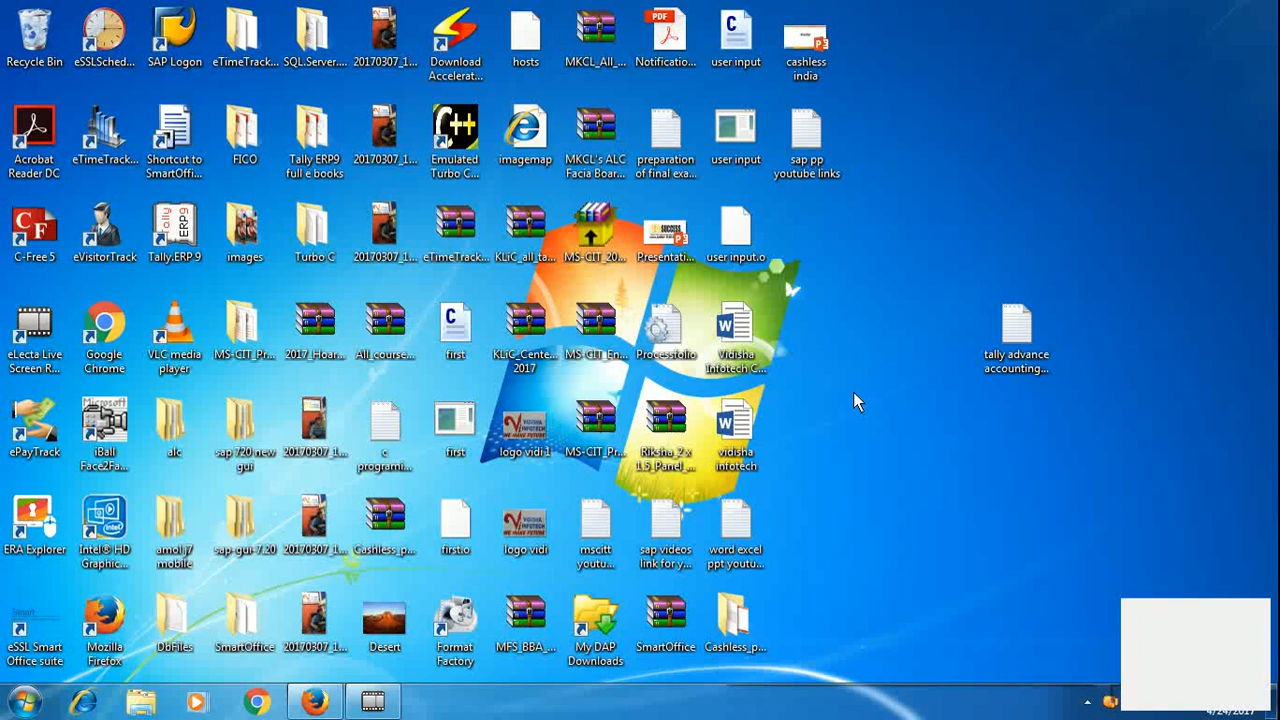 Recycle Bin
eSSLSched...
SAP Logon
eTimeTrack...
SQL.Server....
20170307_1...
Download
Accelerat...
hosts
MKCL_All_...
PDF
Notificatio...
user input
cashless
india
Acrobat
Reader DC
eTimeTrack...
Shortcut to
SmartOffi...
FICO
Tally ERP9
full e books
20170307_1...
C++
Emulated
Turbo C...
imagemap
MKCL's ALC
Facia Boar...
preparation
of final exa...
user input
sap pp
youtube links
C-Free 5
eVisitorTrack
Tally.ERP 9
images
Turbo C
20170307_1...
eTimeTrack...
KLiC_all_ta...
MS-CIT_20...
Presentati...
user input.o
eLecta Live
Screen R...
Google
Chrome
VLC media
player
MS-CIT_Pr...
2017_Hoar...
All_course...
first
KLiC_Cente...
2017
MS-CIT_En...
Processfolio
Vidisha
Infotech C...
tally advance
accounting...
ePayTrack
iBall
Face2Fa...
alc
sap 720 new
gui
20170307_1...
c
programi...
first
logo vidi 1
MS-CIT_Pr...
Riksha_2 x
1.5_Panel_...
vidisha
infotech
ERA Explorer
Intel® HD
Graphic...
amol j7
mobile
sap-gui-7.20
20170307_1...
Cashless_p...
first.o
logo vidi
mscitt
youtu...
sap videos
link for y...
word excel
ppt youtu...
eSSL Smart
Office suite
Mozilla
Firefox
DbFiles
SmartOffice
20170307_1...
Desert
Format
Factory
MFS_BBA_...
My DAP
Downloads
SmartOffice
Cashless_p...
4/24/2017